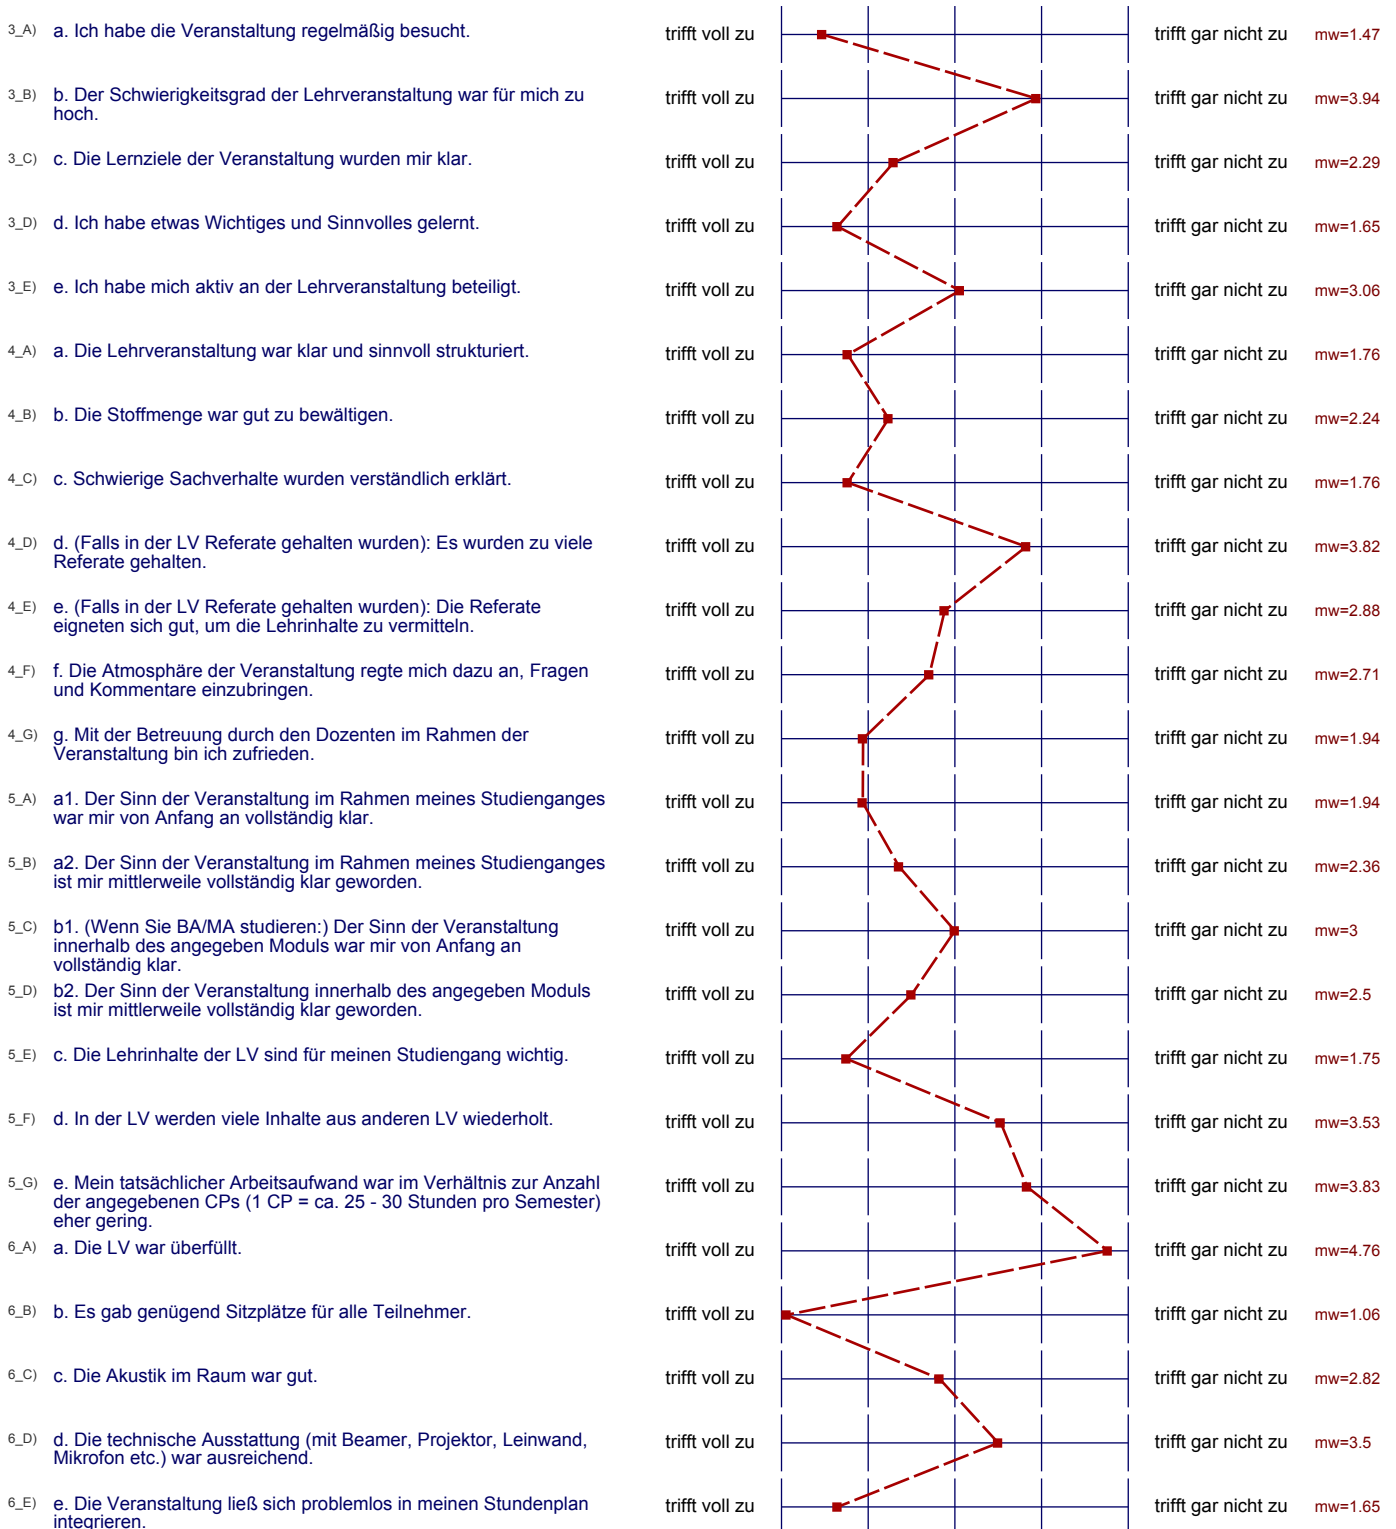 3_A) a. Ich habe die Veranstaltung regelmäßig besucht. trifft voll zu trifft gar nicht zu mw=1.47
3_B) b. Der Schwierigkeitsgrad der Lehrveranstaltung war für mich zu
hoch. trifft voll zu trifft gar nicht zu mw=3.94
3_C) c. Die Lernziele der Veranstaltung wurden mir klar. trifft voll zu trifft gar nicht zu mw=2.29
3_D) d. Ich habe etwas Wichtiges und Sinnvolles gelernt. trifft voll zu trifft gar nicht zu mw=1.65
3_E) e. Ich habe mich aktiv an der Lehrveranstaltung beteiligt. trifft voll zu trifft gar nicht zu mw=3.06
4_A) a. Die Lehrveranstaltung war klar und sinnvoll strukturiert. trifft voll zu trifft gar nicht zu mw=1.76
4_B) b. Die Stoffmenge war gut zu bewältigen. trifft voll zu trifft gar nicht zu mw=2.24
4_C) c. Schwierige Sachverhalte wurden verständlich erklärt. trifft voll zu trifft gar nicht zu mw=1.76
4_D) d. (Falls in der LV Referate gehalten wurden): Es wurden zu viele
Referate gehalten. trifft voll zu trifft gar nicht zu mw=3.82
4_E) e. (Falls in der LV Referate gehalten wurden): Die Referate
eigneten sich gut, um die Lehrinhalte zu vermitteln. trifft voll zu trifft gar nicht zu mw=2.88
4_F) f. Die Atmosphäre der Veranstaltung regte mich dazu an, Fragen
und Kommentare einzubringen. trifft voll zu trifft gar nicht zu mw=2.71
4_G) g. Mit der Betreuung durch den Dozenten im Rahmen der
Veranstaltung bin ich zufrieden. trifft voll zu trifft gar nicht zu mw=1.94
5_A) a1. Der Sinn der Veranstaltung im Rahmen meines Studienganges
war mir von Anfang an vollständig klar. trifft voll zu trifft gar nicht zu mw=1.94
5_B) a2. Der Sinn der Veranstaltung im Rahmen meines Studienganges
ist mir mittlerweile vollständig klar geworden. trifft voll zu trifft gar nicht zu mw=2.36
5_C) b1. (Wenn Sie BA/MA studieren:) Der Sinn der Veranstaltung
innerhalb des angegeben Moduls war mir von Anfang an trifft voll zu trifft gar nicht zu mw=3
vollständig klar.
5_D) b2. Der Sinn der Veranstaltung innerhalb des angegeben Moduls
ist mir mittlerweile vollständig klar geworden. trifft voll zu trifft gar nicht zu mw=2.5
5_E) c. Die Lehrinhalte der LV sind für meinen Studiengang wichtig. trifft voll zu trifft gar nicht zu mw=1.75
5_F) d. In der LV werden viele Inhalte aus anderen LV wiederholt. trifft voll zu trifft gar nicht zu mw=3.53
5_G) e. Mein tatsächlicher Arbeitsaufwand war im Verhältnis zur Anzahl
der angegebenen CPs (1 CP = ca. 25 - 30 Stunden pro Semester) trifft voll zu trifft gar nicht zu mw=3.83
eher gering.
6_A) a. Die LV war überfüllt. trifft voll zu trifft gar nicht zu mw=4.76
6_B) b. Es gab genügend Sitzplätze für alle Teilnehmer. trifft voll zu trifft gar nicht zu mw=1.06
6_C) c. Die Akustik im Raum war gut. trifft voll zu trifft gar nicht zu mw=2.82
6_D) d. Die technische Ausstattung (mit Beamer, Projektor, Leinwand,
Mikrofon etc.) war ausreichend. trifft voll zu trifft gar nicht zu mw=3.5
6_E) e. Die Veranstaltung ließ sich problemlos in meinen Stundenplan
integrieren. trifft voll zu trifft gar nicht zu mw=1.65